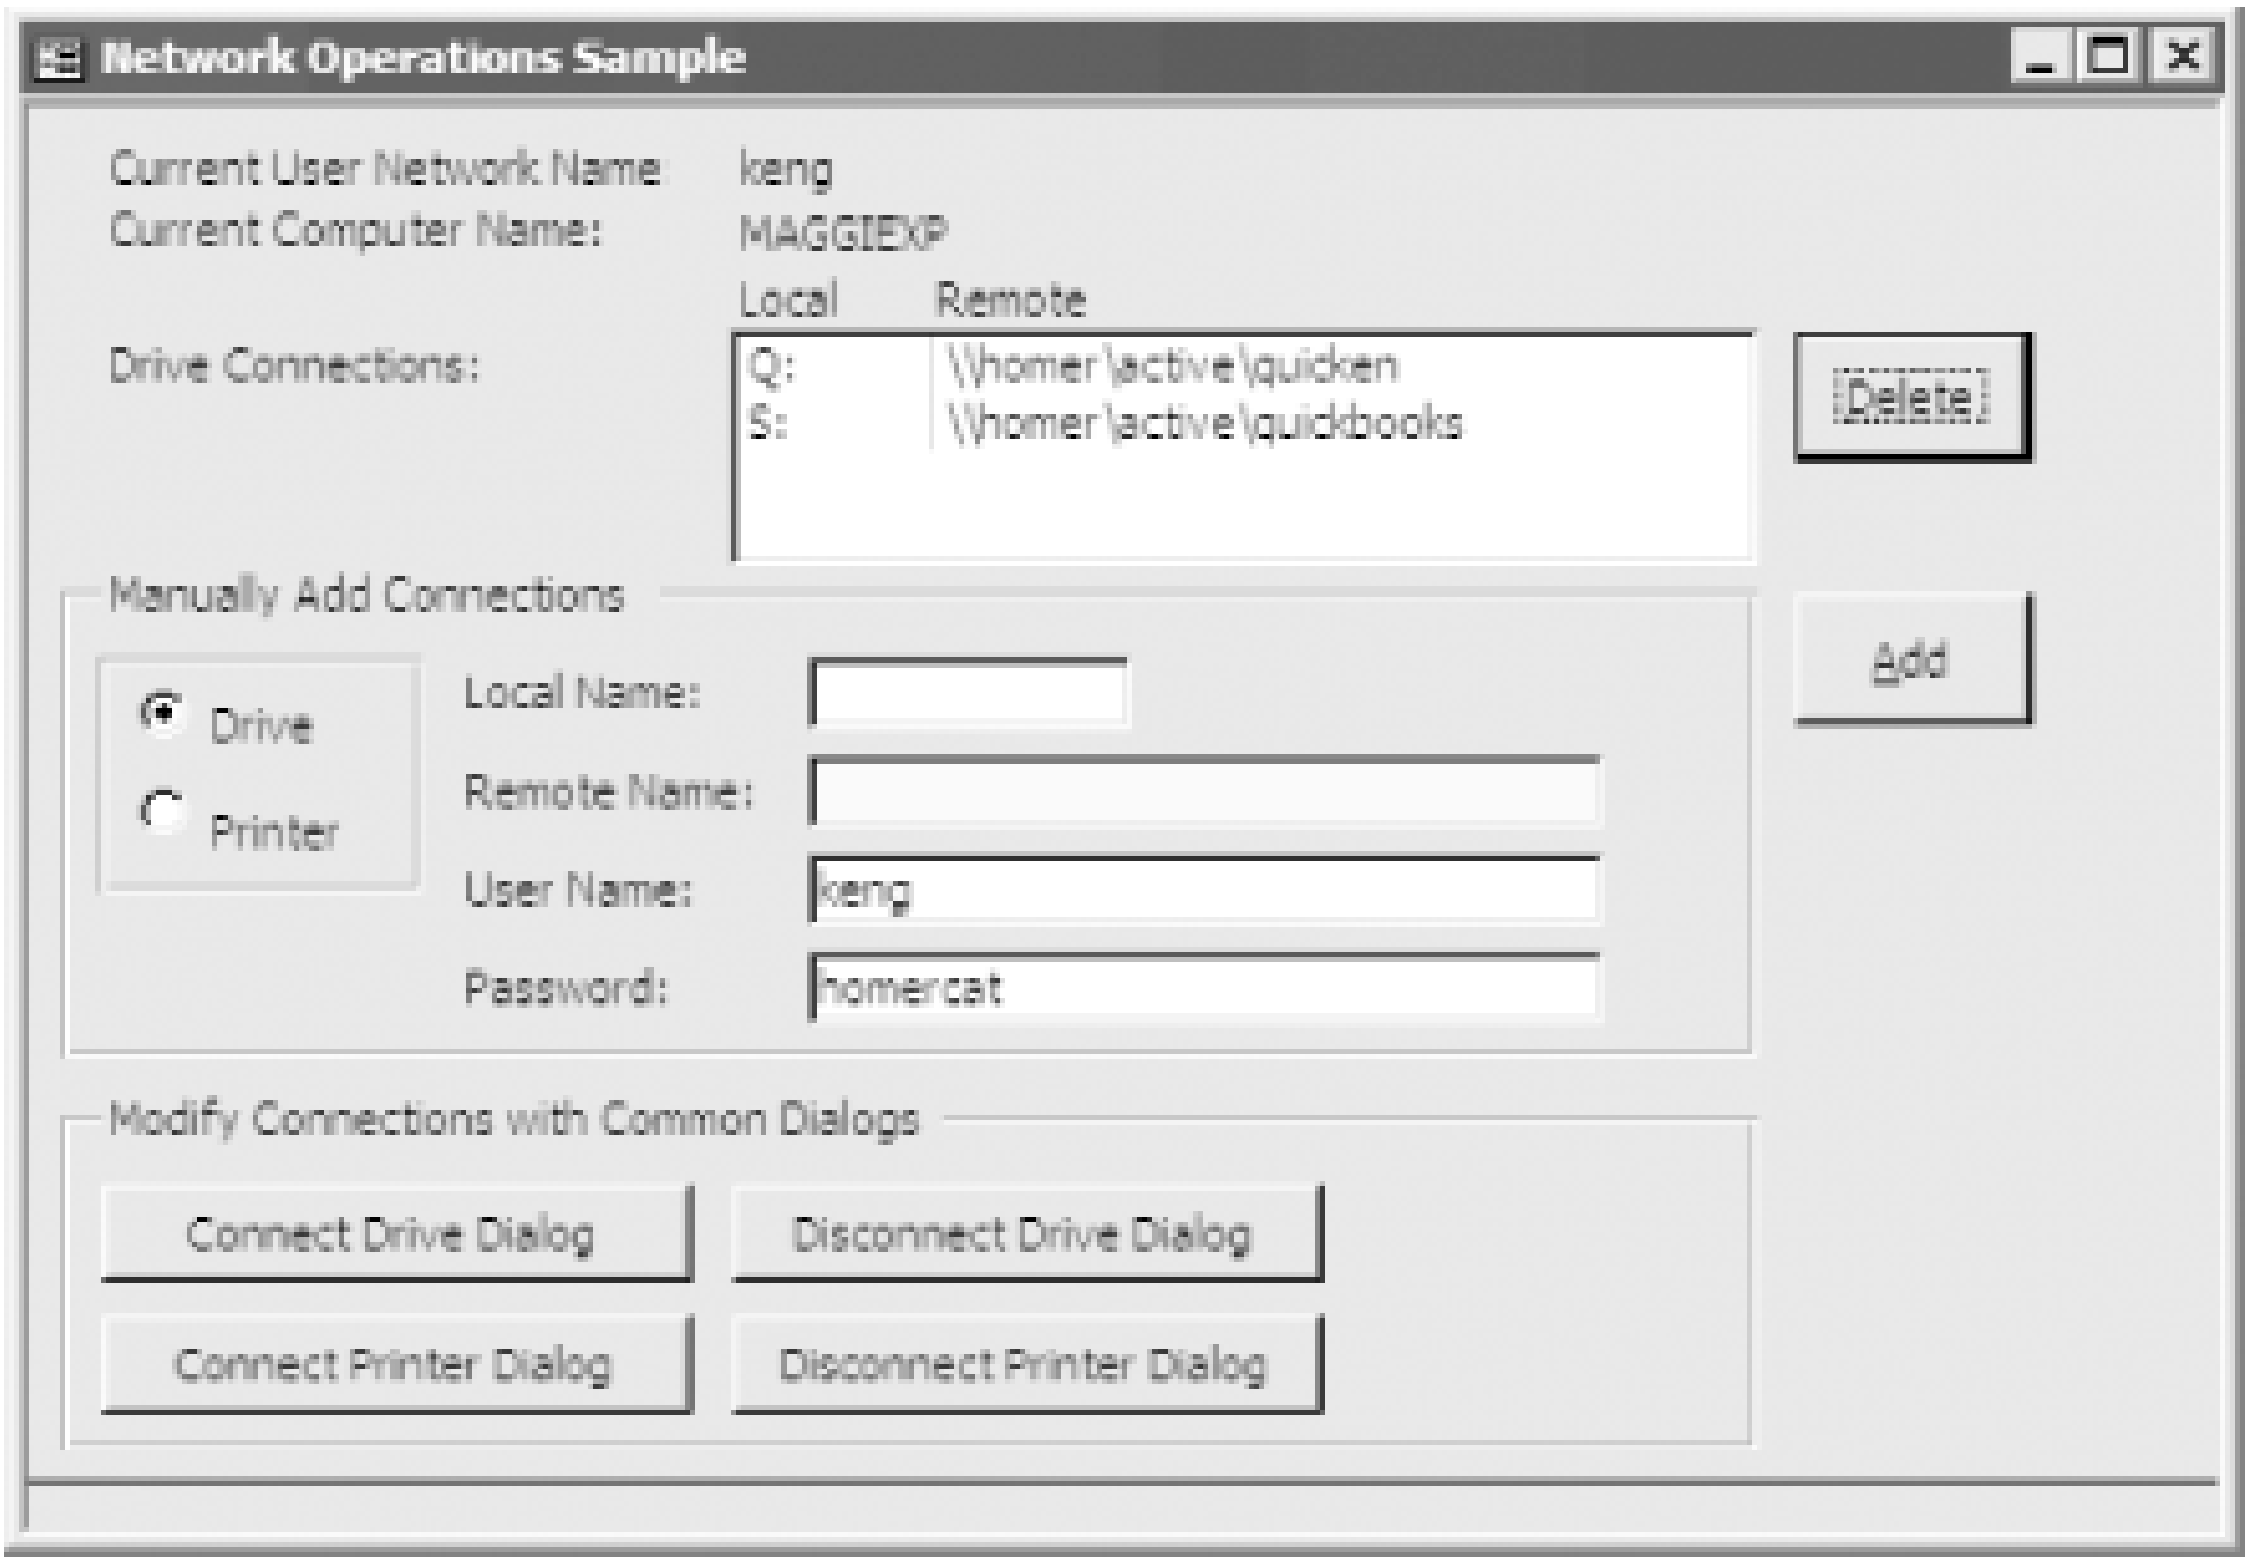 Network Operations Sample
Current User Network Name keng
Current Computer Name: MAGGIEXP
Local Remote
Drive Connections: Q: \\homer\active\quicken
S: \\homer\active\quickbooks
Delete
Manually Add Connections
Add
Drive
Printer
Local Name:
Remote Name:
User Name: keng
Password: homercat
Modify Connections with Common Dialogs
Connect Drive Dialog Disconnect Drive Dialog
Connect Printer Dialog Disconnect Printer Dialog